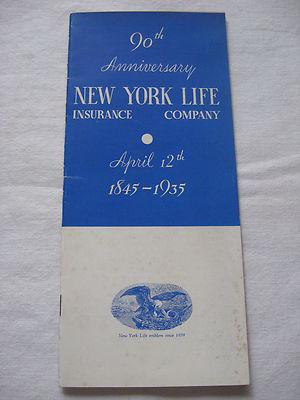 90th
Anniversary
NEW YORK LIFE
INSURANCE COMPANY
April 12th
1845-1935
New York Life emblem since 1859